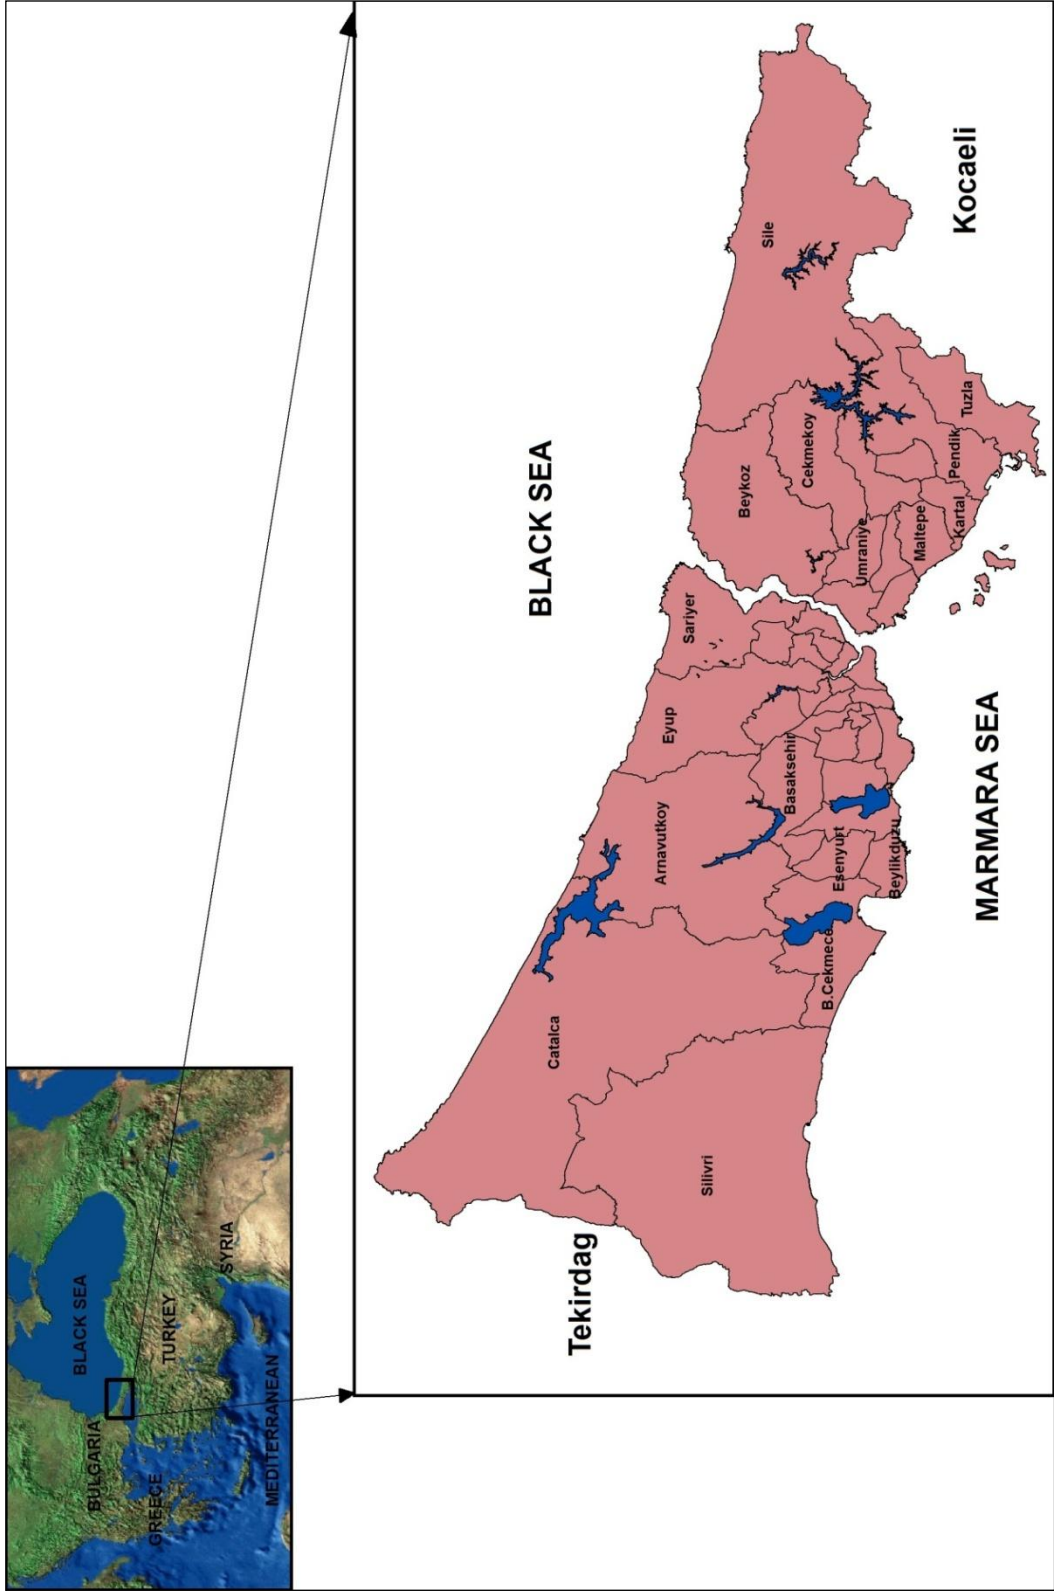 BLACK SEA
BULGARIA
GREECE
TURKEY
SYRIA
MEDITERRANEAN
BLACK SEA
Tekirdag
Kocaeli
MARMARA SEA
Catalca
Silivri
Arnavutkoy
Eyup
Sariyer
Basaksehir
Esenyurt
Beylikduzu
B.Cekmece
Beykoz
Sile
Cekmekoy
Umraniye
Maltepe
Kartal
Pendik
Tuzla